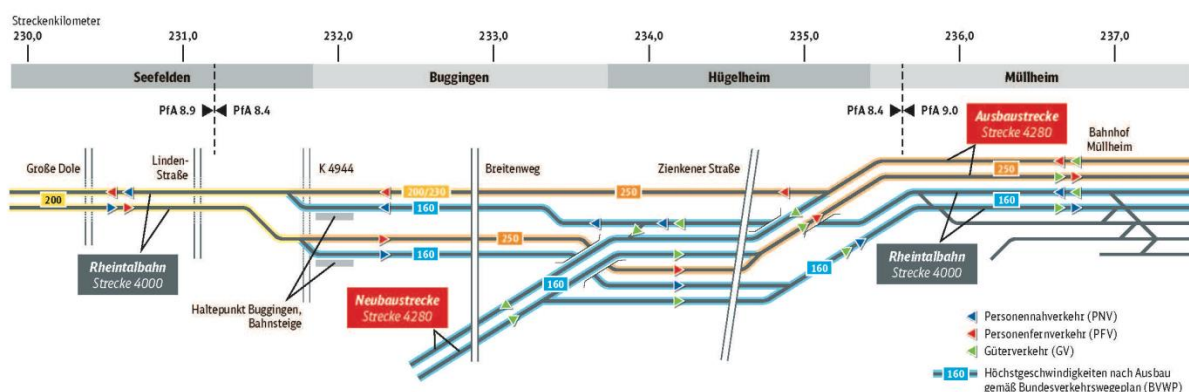 Streckenkilometer
230,0 231,0 232,0 233,0 234,0 235,0 236,0 237,0
Seefelden Buggingen Hügelheim Müllheim
PfA 8.9 PfA 8.4 PfA 8.4 PfA 9.0
Ausbaustrecke
Strecke 4280
Bahnhof
Müllheim
Große Dole
Linden-
Straße
K 4944
Breitenweg
Zienkener Straße
200/230
250
250
200
160
160
250
160
160
160
160
Rheintalbahn
Strecke 4000
Haltepunkt Buggingen,
Bahnsteige
Neubaustrecke
Strecke 4280
Rheintalbahn
Strecke 4000
Personennahverkehr (PNV)
Personenfernverkehr (PFV)
Güterverkehr (GV)
160 Höchstgeschwindigkeiten nach Ausbau
gemäß Bundesverkehrswegeplan (BVWP)